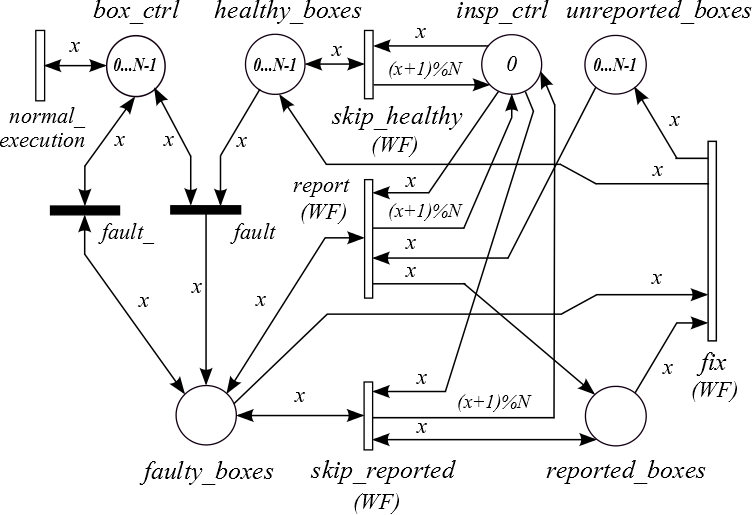 box_ctrl
healthy_boxes
insp_ctrl
unreported_boxes
x
0...N-1
0...N-1
x
x
(x+1)%N
0
0...N-1
normal_
execution
skip_healthy
(WF)
x
x
x
x
x
report
(WF)
x
(x+1)%N
fault_
fault
x
x
x
x
x
x
x
fix
(WF)
x
x
(x+1)%N
x
faulty_boxes
skip_reported
(WF)
reported_boxes